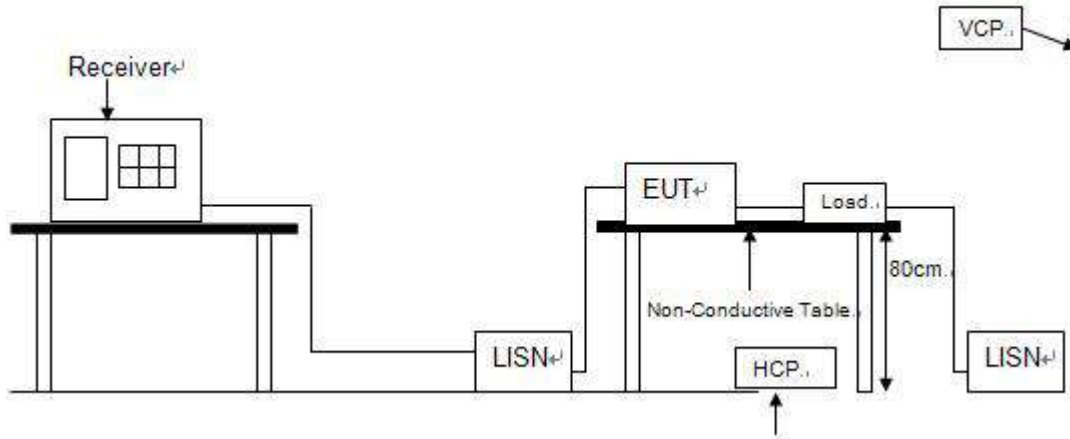 VCP.
Receiver↵
EUT↵
Load.
80cm.
Non-Conductive Table.
LISN↵
HCP.
LISN↵